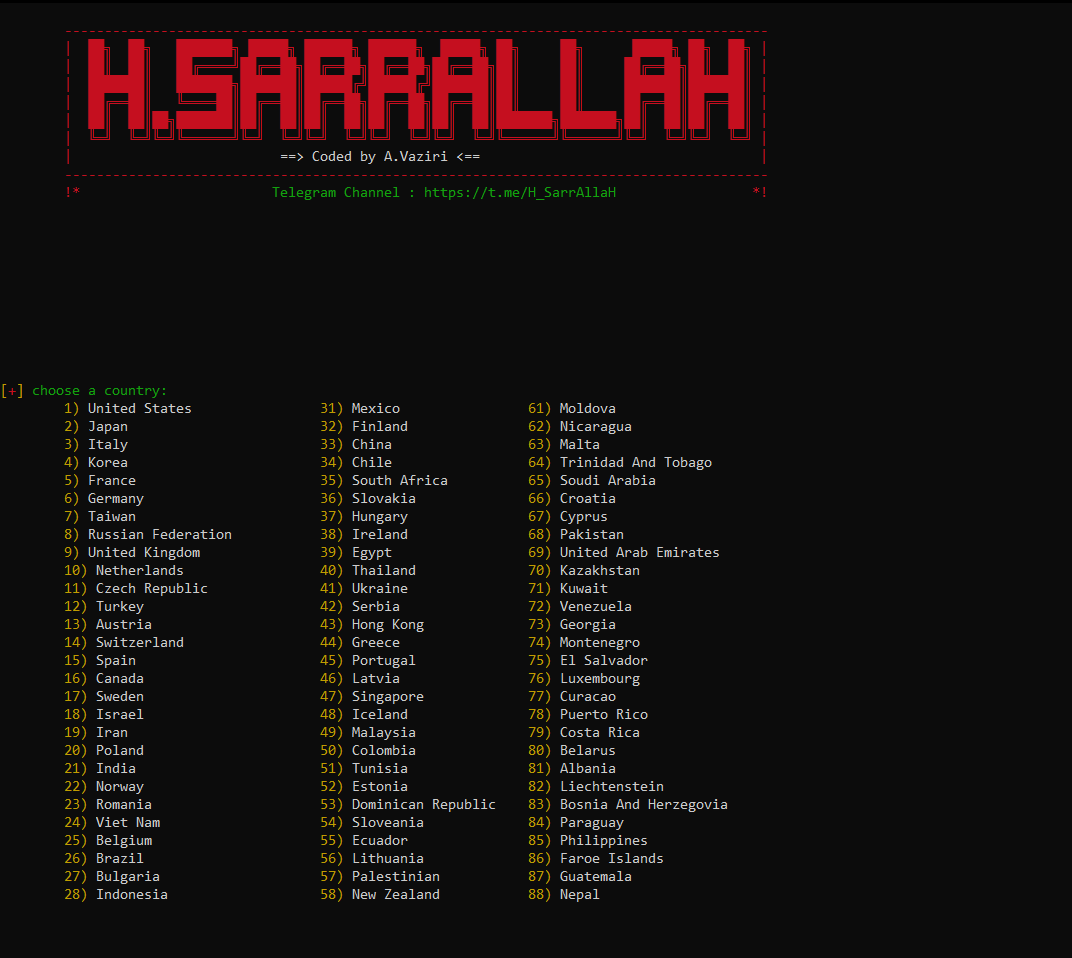 H.SARRALLAH
==> Coded by A.Vaziri <==
!* Telegram Channel : https://t.me/H_SarrAllaH *!
[+] choose a country:
1) United States 31) Mexico 61) Moldova
2) Japan 32) Finland 62) Nicaragua
3) Italy 33) China 63) Malta
4) Korea 34) Chile 64) Trinidad And Tobago
5) France 35) South Africa 65) Soudi Arabia
6) Germany 36) Slovakia 66) Croatia
7) Taiwan 37) Hungary 67) Cyprus
8) Russian Federation 38) Ireland 68) Pakistan
9) United Kingdom 39) Egypt 69) United Arab Emirates
10) Netherlands 40) Thailand 70) Kazakhstan
11) Czech Republic 41) Ukraine 71) Kuwait
12) Turkey 42) Serbia 72) Venezuela
13) Austria 43) Hong Kong 73) Georgia
14) Switzerland 44) Greece 74) Montenegro
15) Spain 45) Portugal 75) El Salvador
16) Canada 46) Latvia 76) Luxembourg
17) Sweden 47) Singapore 77) Curacao
18) Israel 48) Iceland 78) Puerto Rico
19) Iran 49) Malaysia 79) Costa Rica
20) Poland 50) Colombia 80) Belarus
21) India 51) Tunisia 81) Albania
22) Norway 52) Estonia 82) Liechtenstein
23) Romania 53) Dominican Republic 83) Bosnia And Herzegovia
24) Viet Nam 54) Sloveania 84) Paraguay
25) Belgium 55) Ecuador 85) Philippines
26) Brazil 56) Lithuania 86) Faroe Islands
27) Bulgaria 57) Palestinian 87) Guatemala
28) Indonesia 58) New Zealand 88) Nepal